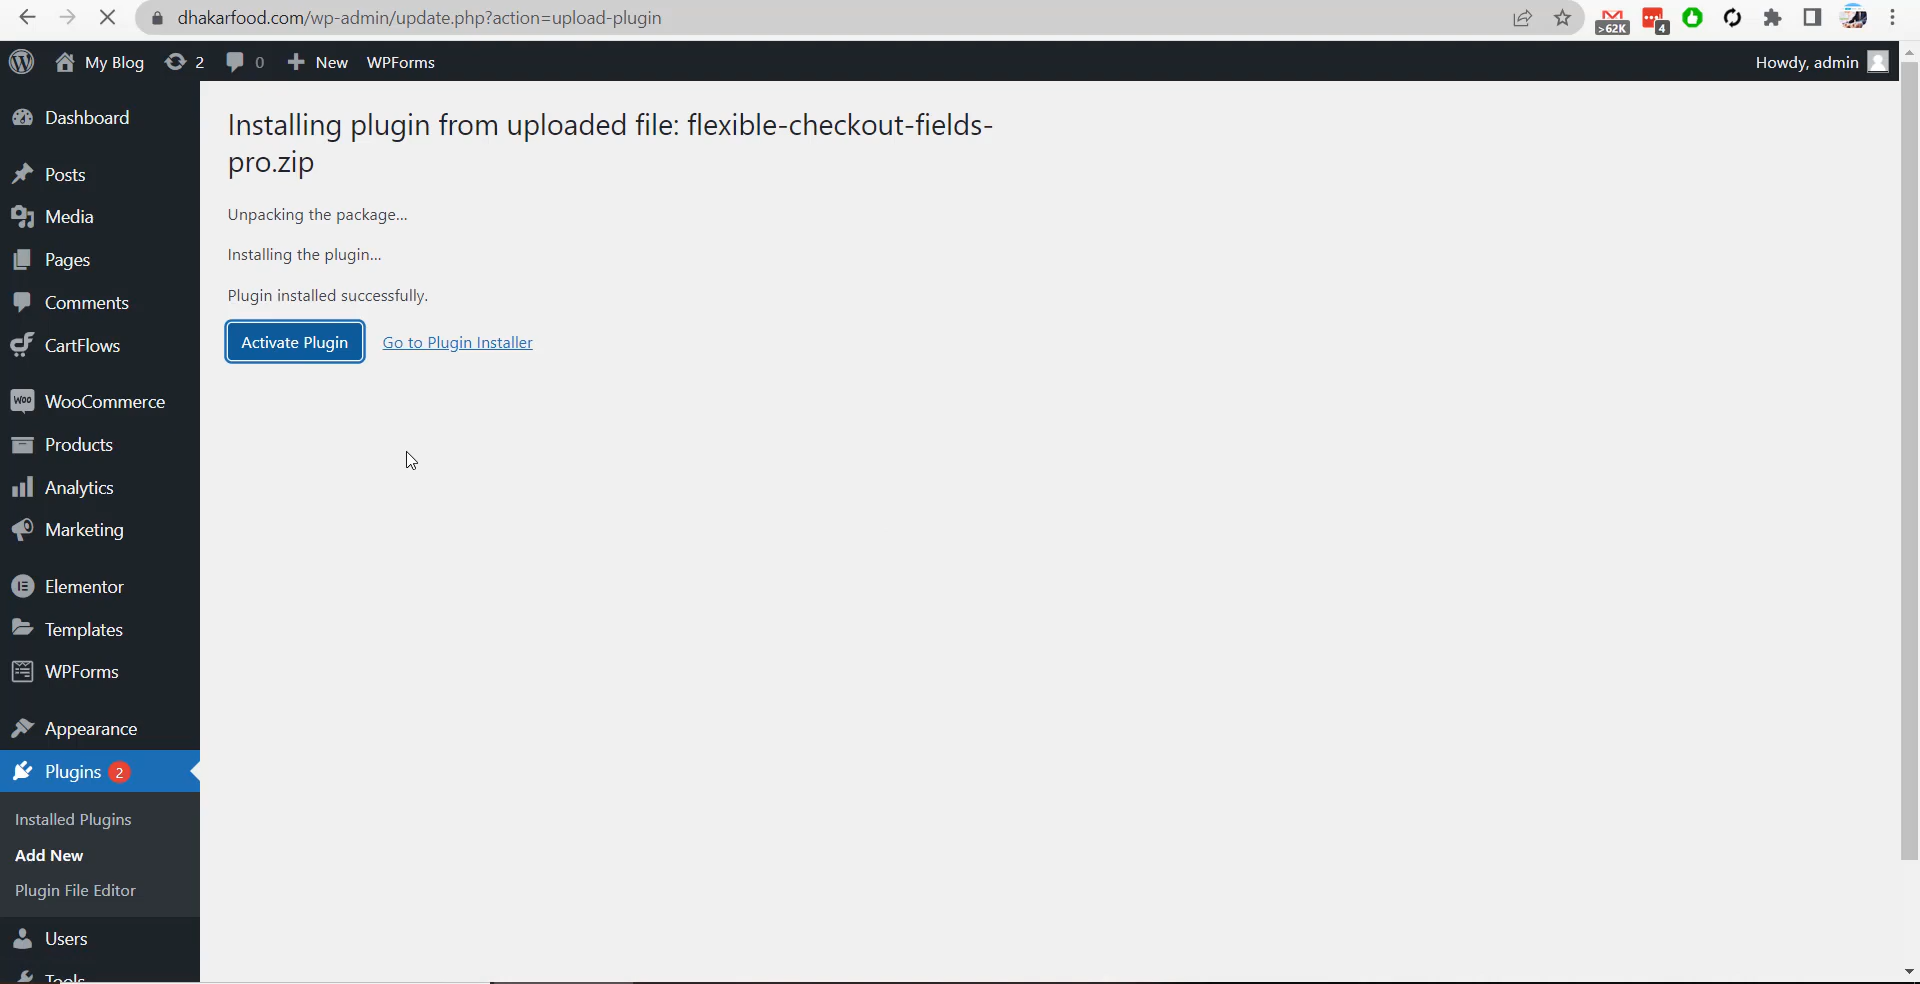 dhakarfood.com/wp-admin/update.php?action=upload-plugin
>62K
4
My Blog
2
0
New
WPForms
Howdy, admin
Dashboard
Posts
Media
Pages
Comments
CartFlows
Woo
WooCommerce
Products
Analytics
Marketing
Elementor
Templates
WPForms
Appearance
Plugins 2
Installed Plugins
Add New
Plugin File Editor
Users
Tools
Installing plugin from uploaded file: flexible-checkout-fields-
pro.zip
Unpacking the package...
Installing the plugin...
Plugin installed successfully.
Activate Plugin
Go to Plugin Installer